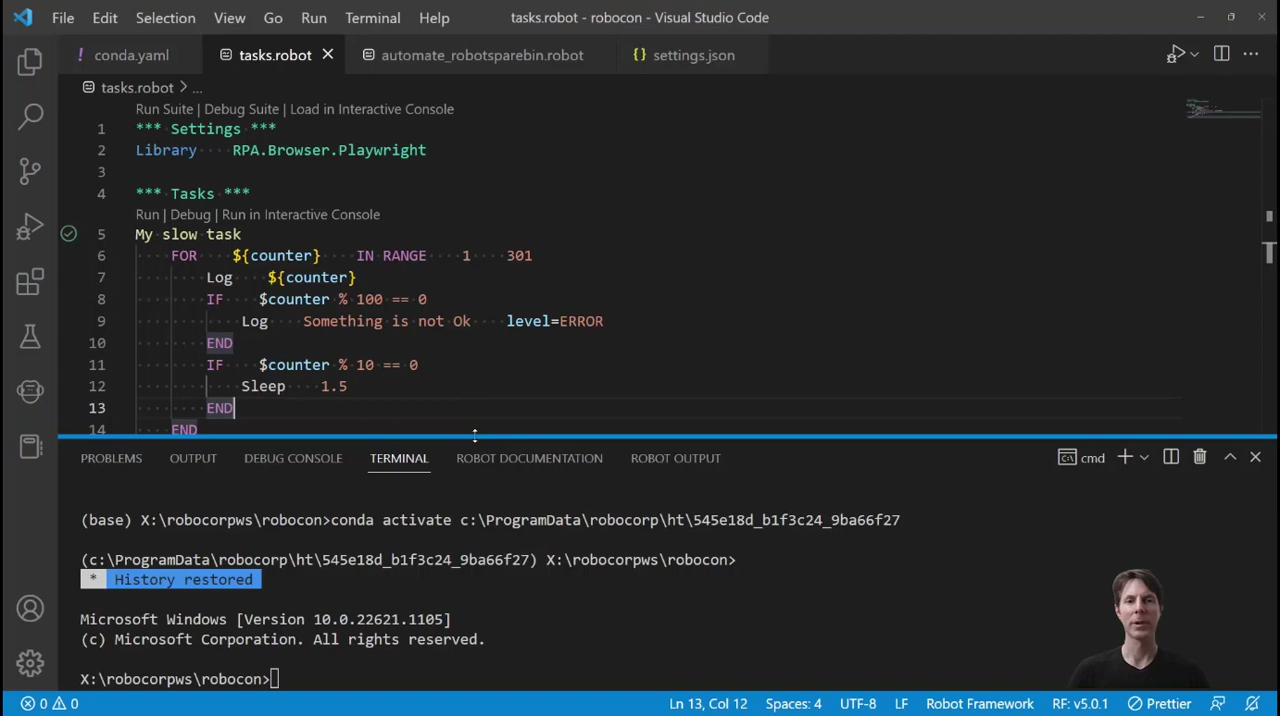 File Edit Selection View Go Run Terminal Help tasks.robot - robocon - Visual Studio Code
! conda.yaml tasks.robot automate_robotsparebin.robot {} settings.json
tasks.robot > ...
Run Suite | Debug Suite | Load in Interactive Console
1 *** Settings ***
2 Library RPA.Browser.Playwright
3
4 *** Tasks ***
Run | Debug | Run in Interactive Console
5 My slow task
6 FOR ${counter} IN RANGE 1 301
7 Log ${counter}
8 IF $counter % 100 == 0
9 Log Something is not Ok level=ERROR
10 END
11 IF $counter % 10 == 0
12 Sleep 1.5
13 END
14 END
PROBLEMS OUTPUT DEBUG CONSOLE TERMINAL ROBOT DOCUMENTATION ROBOT OUTPUT cmd
(base) X:\robocorpws\robocon>conda activate c:\ProgramData\robocorp\ht\545e18d_b1f3c24_9ba66f27
(c:\ProgramData\robocorp\ht\545e18d_b1f3c24_9ba66f27) X:\robocorpws\robocon>
* History restored
Microsoft Windows [Version 10.0.22621.1105]
(c) Microsoft Corporation. All rights reserved.
X:\robocorpws\robocon>
0 0 Ln 13, Col 12 Spaces: 4 UTF-8 LF Robot Framework RF: v5.0.1 Prettier